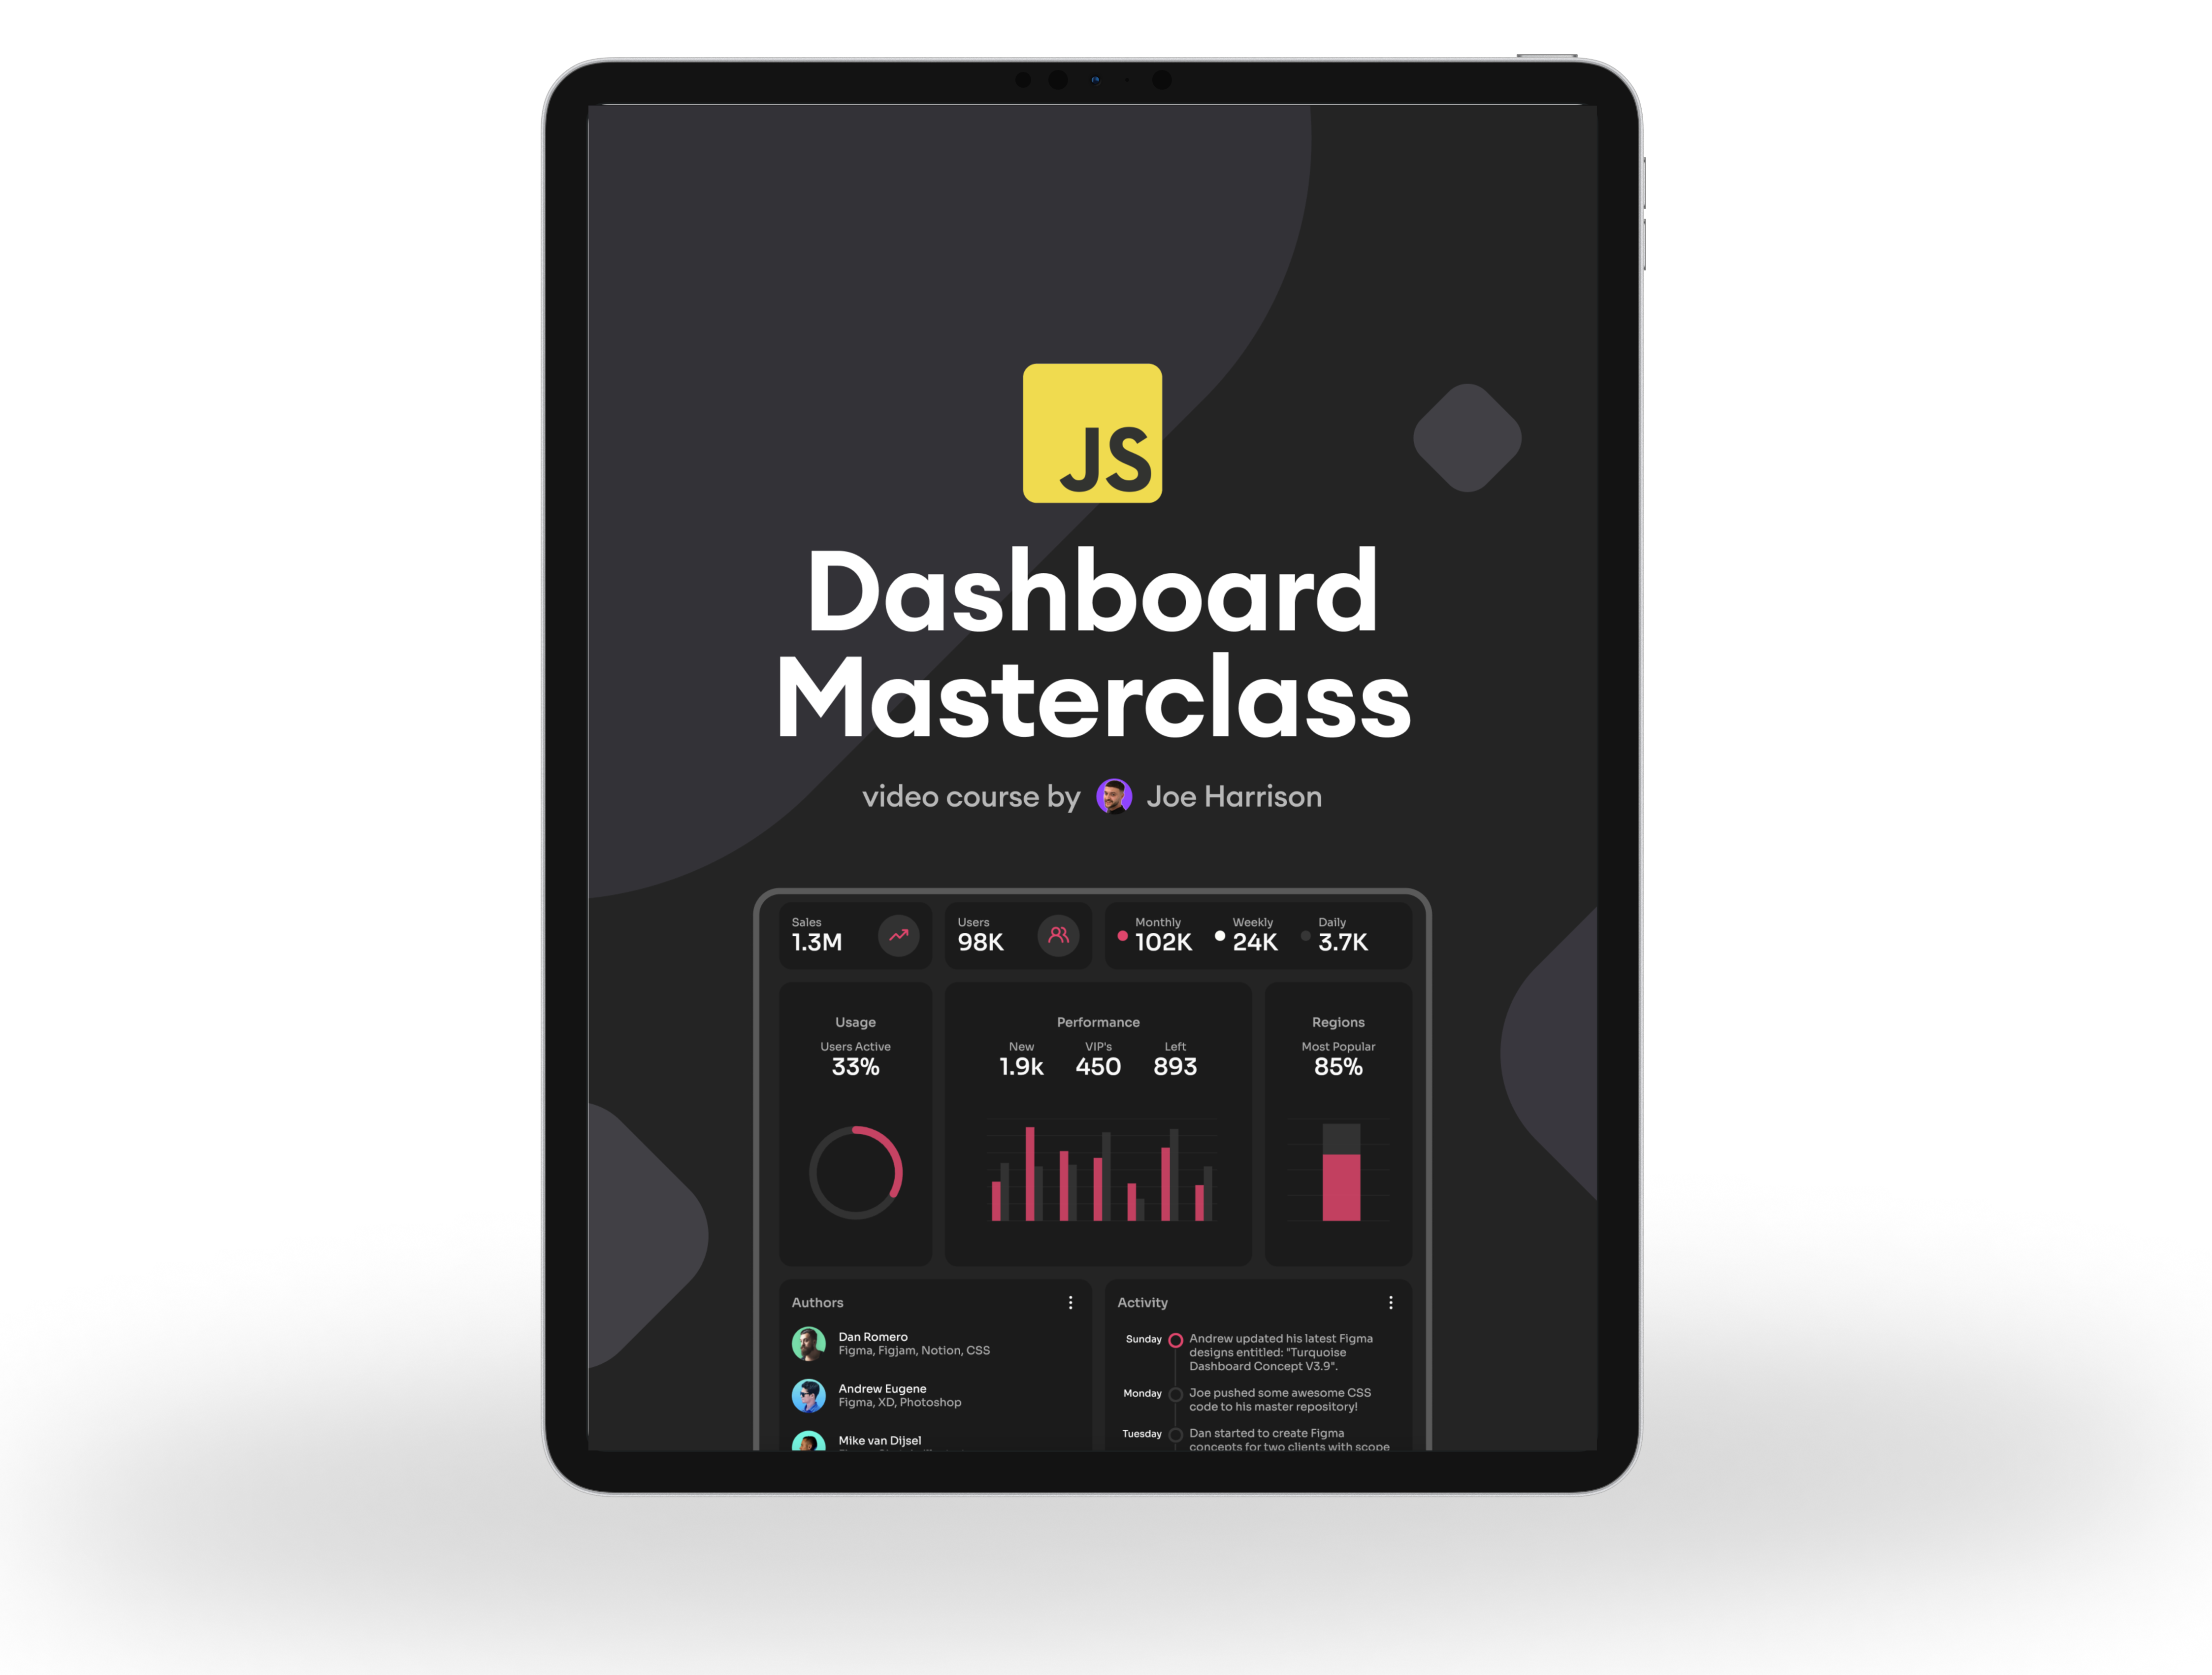 JS
Dashboard
Masterclass
video course by Joe Harrison
Sales
1.3M
Users
98K
Monthly
102K
Weekly
24K
Daily
3.7K
Usage
Users Active
33%
Performance
New
1.9k
VIP's
450
Left
893
Regions
Most Popular
85%
Authors
Dan Romero
Figma, Figjam, Notion, CSS
Andrew Eugene
Figma, XD, Photoshop
Mike van Dijsel
Activity
Sunday
Andrew updated his latest Figma
designs entitled: "Turquoise
Dashboard Concept V3.9".
Monday
Joe pushed some awesome CSS
code to his master repository!
Tuesday
Dan started to create Figma
concepts for two clients with scope